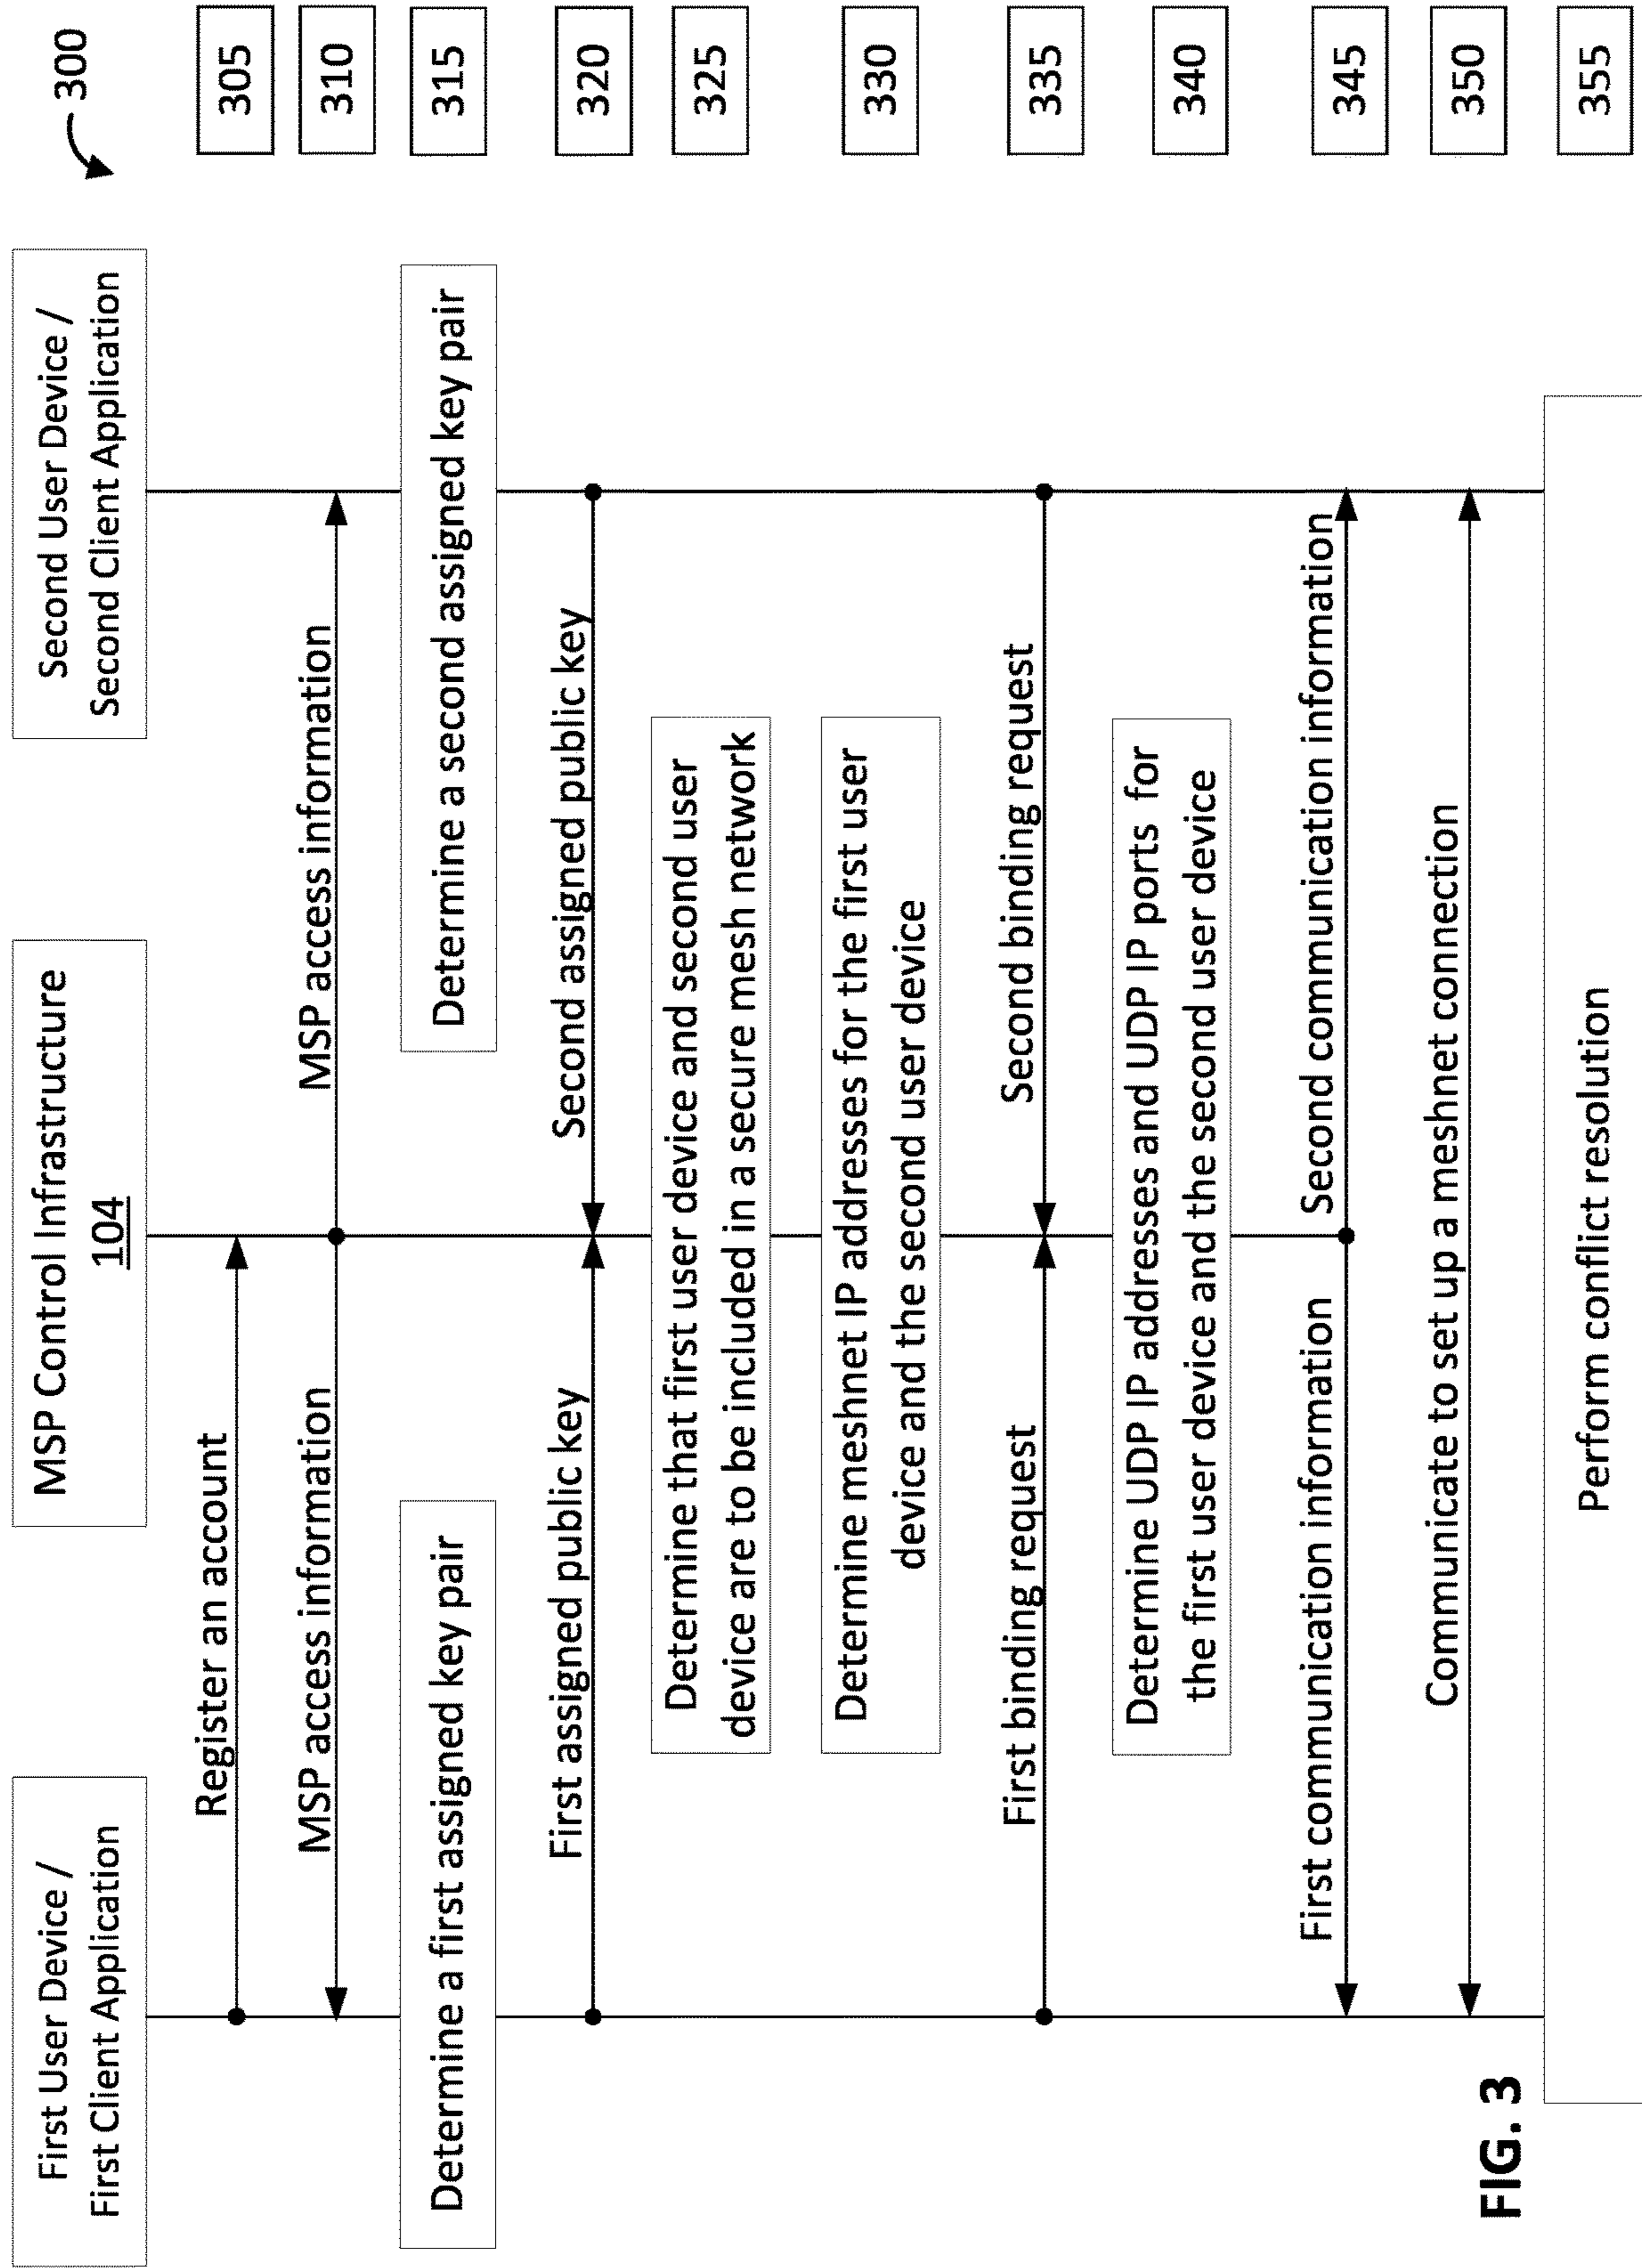 300
First User Device /
First Client Application
MSP Control Infrastructure
104
Second User Device /
Second Client Application
Register an account
305
MSP access information
MSP access information
310
Determine a first assigned key pair
Determine a second assigned key pair
315
First assigned public key
Second assigned public key
320
Determine that first user device and second user
device are to be included in a secure mesh network
325
Determine meshnet IP addresses for the first user
device and the second user device
330
First binding request
Second binding request
335
Determine UDP IP addresses and UDP IP ports for
the first user device and the second user device
340
First communication information
Second communication information
345
Communicate to set up a meshnet connection
350
Perform conflict resolution
355
FIG. 3